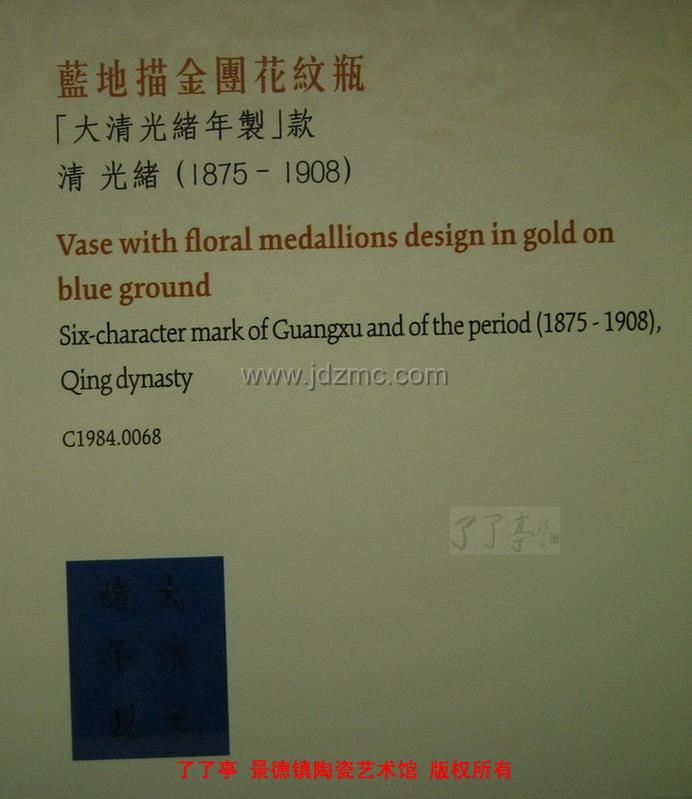 藍地描金團花紋瓶
「大清光緒年製」款
清 光緒 (1875 - 1908)
Vase with floral medallions design in gold on
blue ground
Six-character mark of Guangxu and of the period (1875 - 1908),
Qing dynasty
www.jdzmc.com
C1984.0068
了了亭
大清光
緒年製
了了亭 景德镇陶瓷艺术馆 版权所有